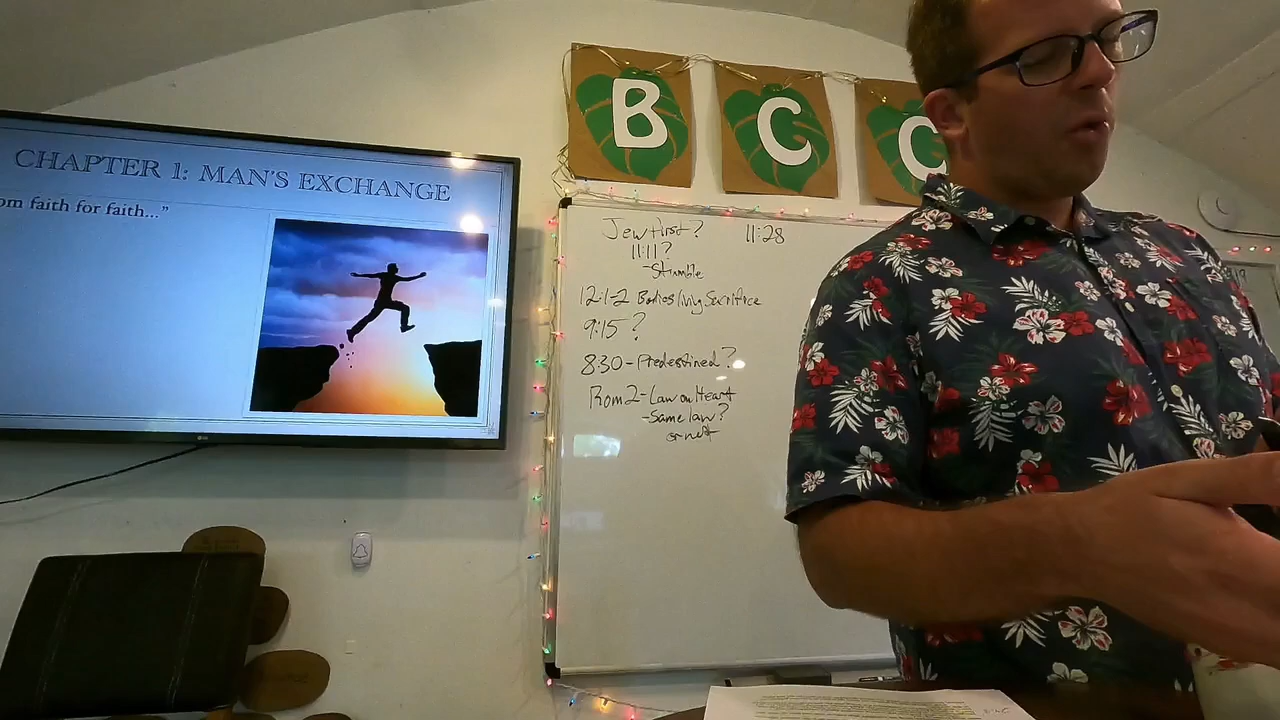 CHAPTER 1: MAN'S EXCHANGE
om faith for faith..."
B C C
Jew first? 11:28
11:11?
-Stumble
12:1-2 Bodies living Sacrifice
9:15?
8:30-Predestined?
Rom 2-Law on Heart
-Same law?
or not
LG